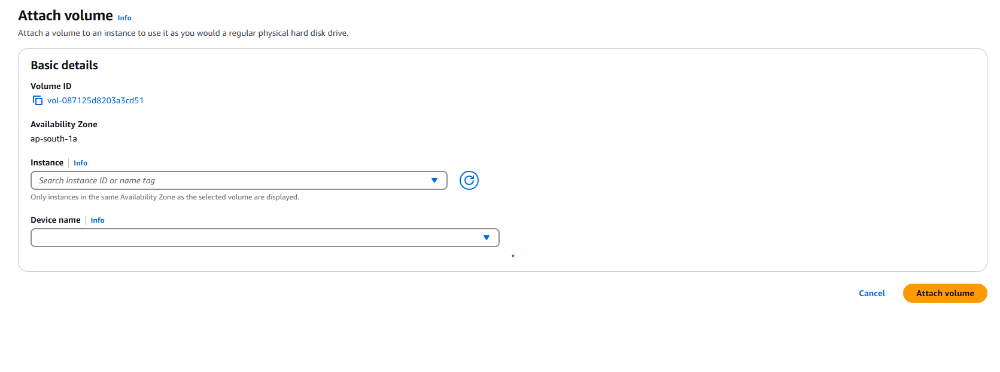 Attach volume Info
Attach a volume to an instance to use it as you would a regular physical hard disk drive.
Basic details
Volume ID
vol-087125d8203a3cd51
Availability Zone
ap-south-1a
Instance Info
Search instance ID or name tag
Only instances in the same Availability Zone as the selected volume are displayed.
Device name Info
Cancel Attach volume